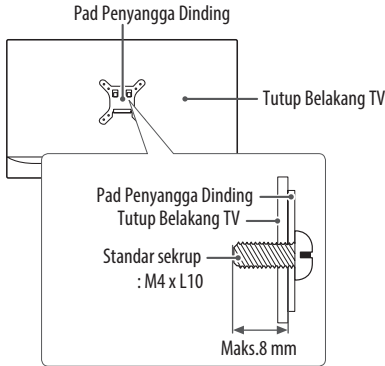 Pad Penyangga Dinding
Tutup Belakang TV
Pad Penyangga Dinding
Tutup Belakang TV
Standar sekrup
: M4 x L10
Maks.8 mm